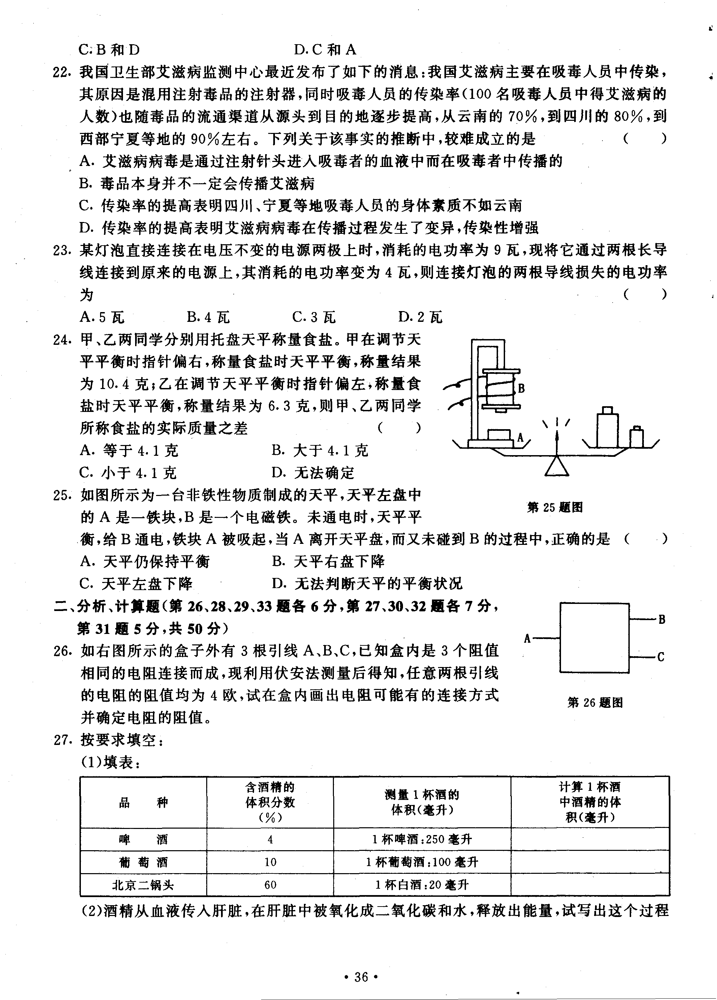 C. B 和 D　　D. C 和 A
22. 我国卫生部艾滋病监测中心最近发布了如下的消息:我国艾滋病主要在吸毒人员中传染,
其原因是混用注射毒品的注射器,同时吸毒人员的传染率(100 名吸毒人员中得艾滋病的
人数)也随毒品的流通渠道从源头到目的地逐步提高,从云南的 70%,到四川的 80%,到
西部宁夏等地的 90%左右。下列关于该事实的推断中,较难成立的是 (　　)
A. 艾滋病病毒是通过注射针头进入吸毒者的血液中而在吸毒者中传播的
B. 毒品本身并不一定会传播艾滋病
C. 传染率的提高表明四川、宁夏等地吸毒人员的身体素质不如云南
D. 传染率的提高表明艾滋病病毒在传播过程发生了变异,传染性增强
23. 某灯泡直接连接在电压不变的电源两极上时,消耗的电功率为 9 瓦,现将它通过两根长导
线连接到原来的电源上,其消耗的电功率变为 4 瓦,则连接灯泡的两根导线损失的电功率
为 (　　)
A. 5 瓦　　B. 4 瓦　　C. 3 瓦　　D. 2 瓦
24. 甲、乙两同学分别用托盘天平称量食盐。甲在调节天
平平衡时指针偏右,称量食盐时天平平衡,称量结果
为 10.4 克;乙在调节天平平衡时指针偏左,称量食
盐时天平平衡,称量结果为 6.3 克,则甲、乙两同学
所称食盐的实际质量之差 (　　)
A. 等于 4.1 克　　B. 大于 4.1 克
C. 小于 4.1 克　　D. 无法确定
B
A
第 25 题图
25. 如图所示为一台非铁性物质制成的天平,天平左盘中
的 A 是一铁块,B 是一个电磁铁。未通电时,天平平
衡,给 B 通电,铁块 A 被吸起,当 A 离开天平盘,而又未碰到 B 的过程中,正确的是 (　　)
A. 天平仍保持平衡　　B. 天平右盘下降
C. 天平左盘下降　　D. 无法判断天平的平衡状况
二、分析、计算题(第 26、28、29、33 题各 6 分,第 27、30、32 题各 7 分,
第 31 题 5 分,共 50 分)
26. 如右图所示的盒子外有 3 根引线 A、B、C,已知盒内是 3 个阻值
相同的电阻连接而成,现利用伏安法测量后得知,任意两根引线
的电阻的阻值均为 4 欧,试在盒内画出电阻可能有的连接方式
并确定电阻的阻值。
A
B
C
第 26 题图
27. 按要求填空:
(1)填表:
品　种　　含酒精的体积分数(%)　　测量 1 杯酒的体积(毫升)　　计算 1 杯酒中酒精的体积(毫升)
啤　酒　　4　　1 杯啤酒:250 毫升
葡 萄 酒　　10　　1 杯葡萄酒:100 毫升
北京二锅头　　60　　1 杯白酒:20 毫升
(2)酒精从血液传入肝脏,在肝脏中被氧化成二氧化碳和水,释放出能量,试写出这个过程
· 36 ·